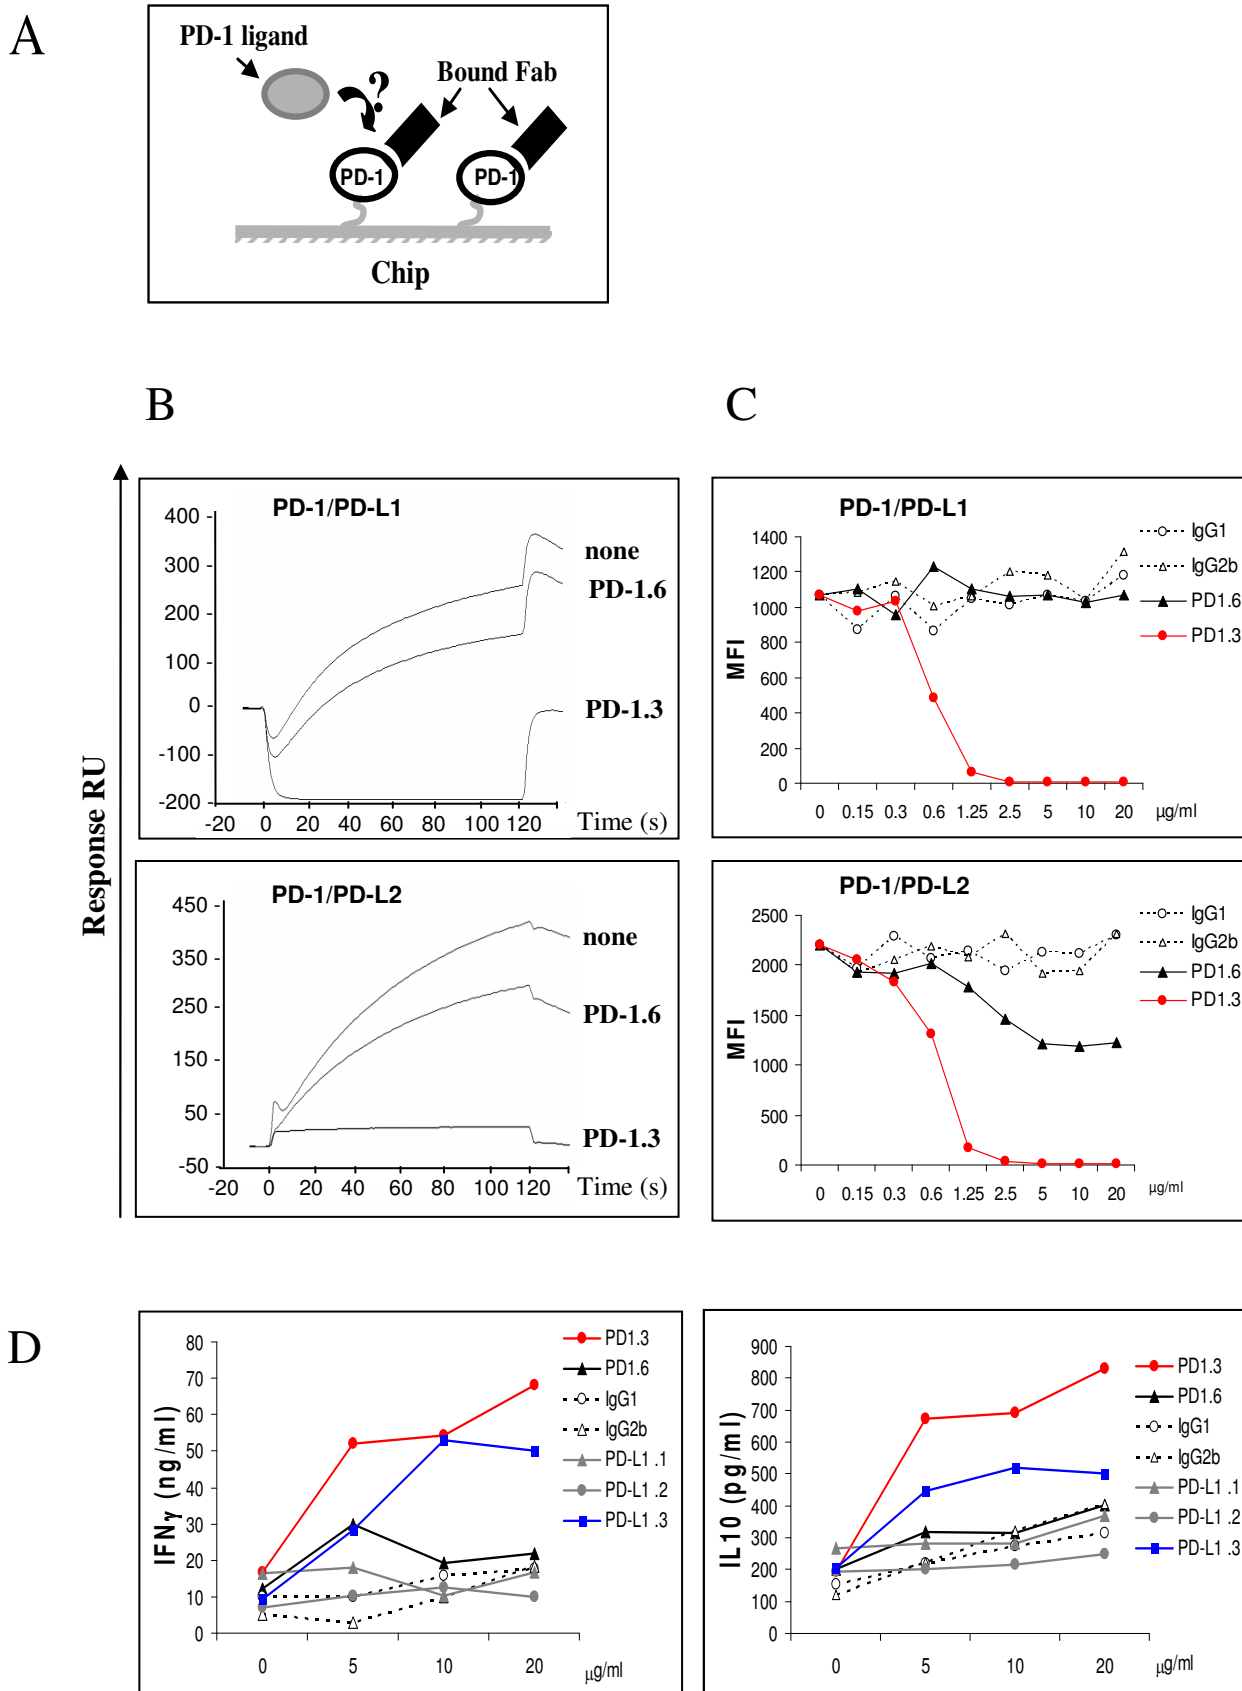 A
PD-1 ligand
Bound Fab
?
PD-1
PD-1
Chip
B
C
Response RU
PD-1/PD-L1
400
300
200
100
0
-100
-200
none
PD-1.6
PD-1.3
-20 0 20 40 60 80 100 120 Time (s)
PD-1/PD-L1
1400
1200
1000
800
600
400
200
0
MFI
IgG1
IgG2b
PD1.6
PD1.3
0 0.15 0.3 0.6 1.25 2.5 5 10 20 µg/ml
PD-1/PD-L2
450
350
250
150
50
-50
none
PD-1.6
PD-1.3
-20 0 20 40 60 80 100 120 Time (s)
PD-1/PD-L2
2500
2000
1500
1000
500
0
MFI
IgG1
IgG2b
PD1.6
PD1.3
0 0.15 0.3 0.6 1.25 2.5 5 10 20 µg/ml
D
IFNγ (ng/ml)
80
70
60
50
40
30
20
10
0
PD1.3
PD1.6
IgG1
IgG2b
PD-L1 .1
PD-L1 .2
PD-L1 .3
0 5 10 20 µg/ml
IL10 (pg/ml)
900
800
700
600
500
400
300
200
100
0
PD1.3
PD1.6
IgG1
IgG2b
PD-L1 .1
PD-L1 .2
PD-L1 .3
0 5 10 20 µg/ml